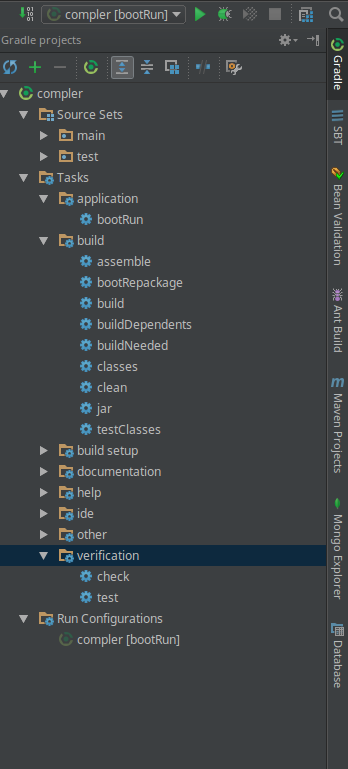 compler [bootRun]
Gradle projects
compler
Source Sets
main
test
Tasks
application
bootRun
build
assemble
bootRepackage
build
buildDependents
buildNeeded
classes
clean
jar
testClasses
build setup
documentation
help
ide
other
verification
check
test
Run Configurations
compler [bootRun]
Gradle
SBT
Bean Validation
Ant Build
m
Maven Projects
Mongo Explorer
Database